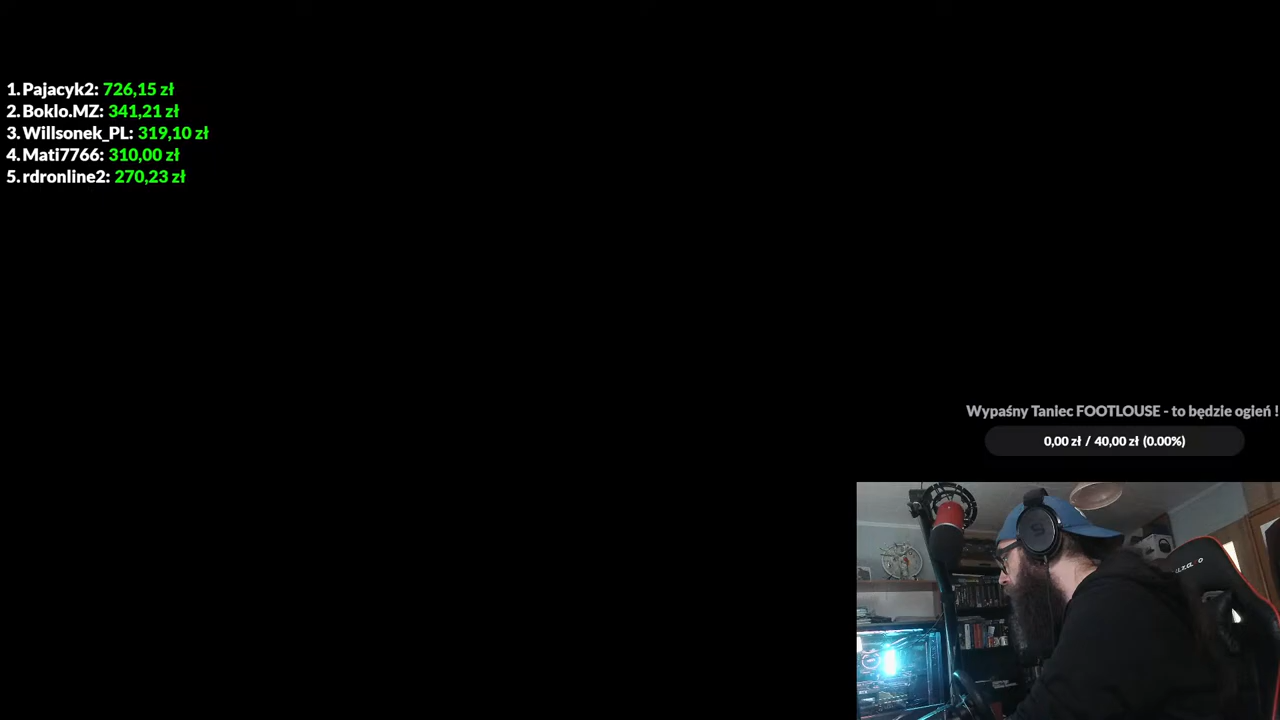 1. Pajacyk2: 726,15 zł
2. Boklo.MZ: 341,21 zł
3. Willsonek_PL: 319,10 zł
4. Mati7766: 310,00 zł
5. rdronline2: 270,23 zł
Wypaśny Taniec FOOTLOUSE - to będzie ogień !
0,00 zł / 40,00 zł (0.00%)